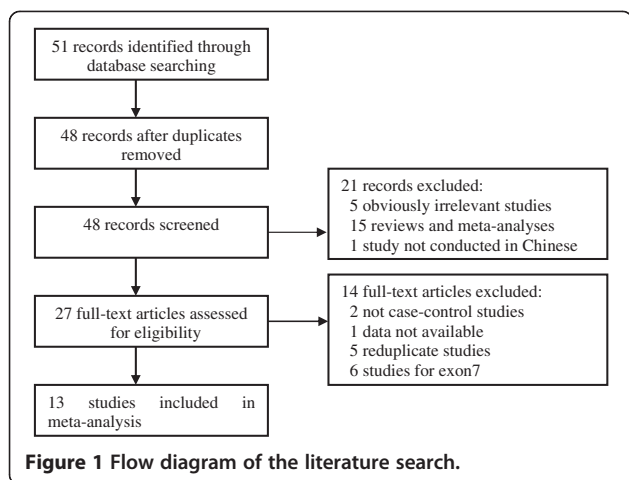 51 records identified through
database searching
48 records after duplicates
removed
48 records screened
21 records excluded:
5 obviously irrelevant studies
15 reviews and meta-analyses
1 study not conducted in Chinese
27 full-text articles assessed
for eligibility
14 full-text articles excluded:
2 not case-control studies
1 data not available
5 reduplicate studies
6 studies for exon7
13 studies included in
meta-analysis
Figure 1 Flow diagram of the literature search.